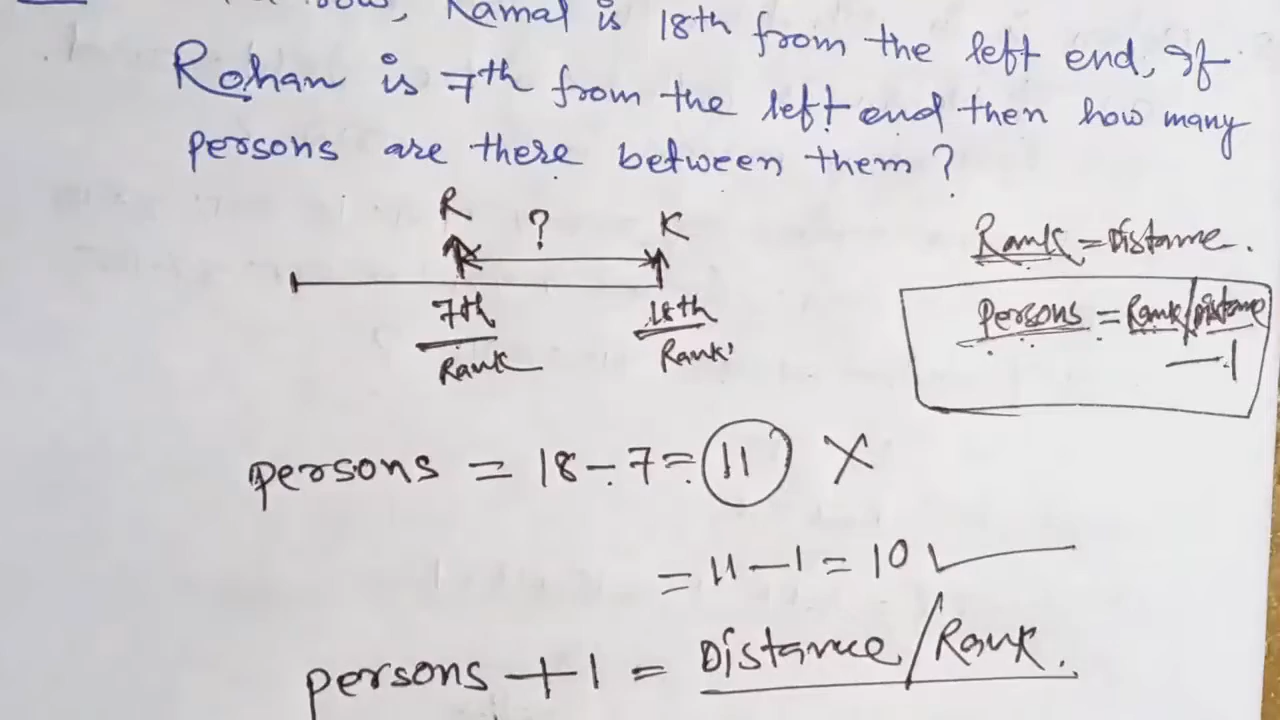 Kamal is 18th from the left end, If
Rohan is 7th from the left end then how many
persons are there between them?
R ? K
7th
Rank
18th
Rank
Rank = Distance.
Persons = Rank/Distance
- 1
persons = 18 - 7 = 11 ×
= 11 - 1 = 10 ✓
persons + 1 = Distance/Rank.